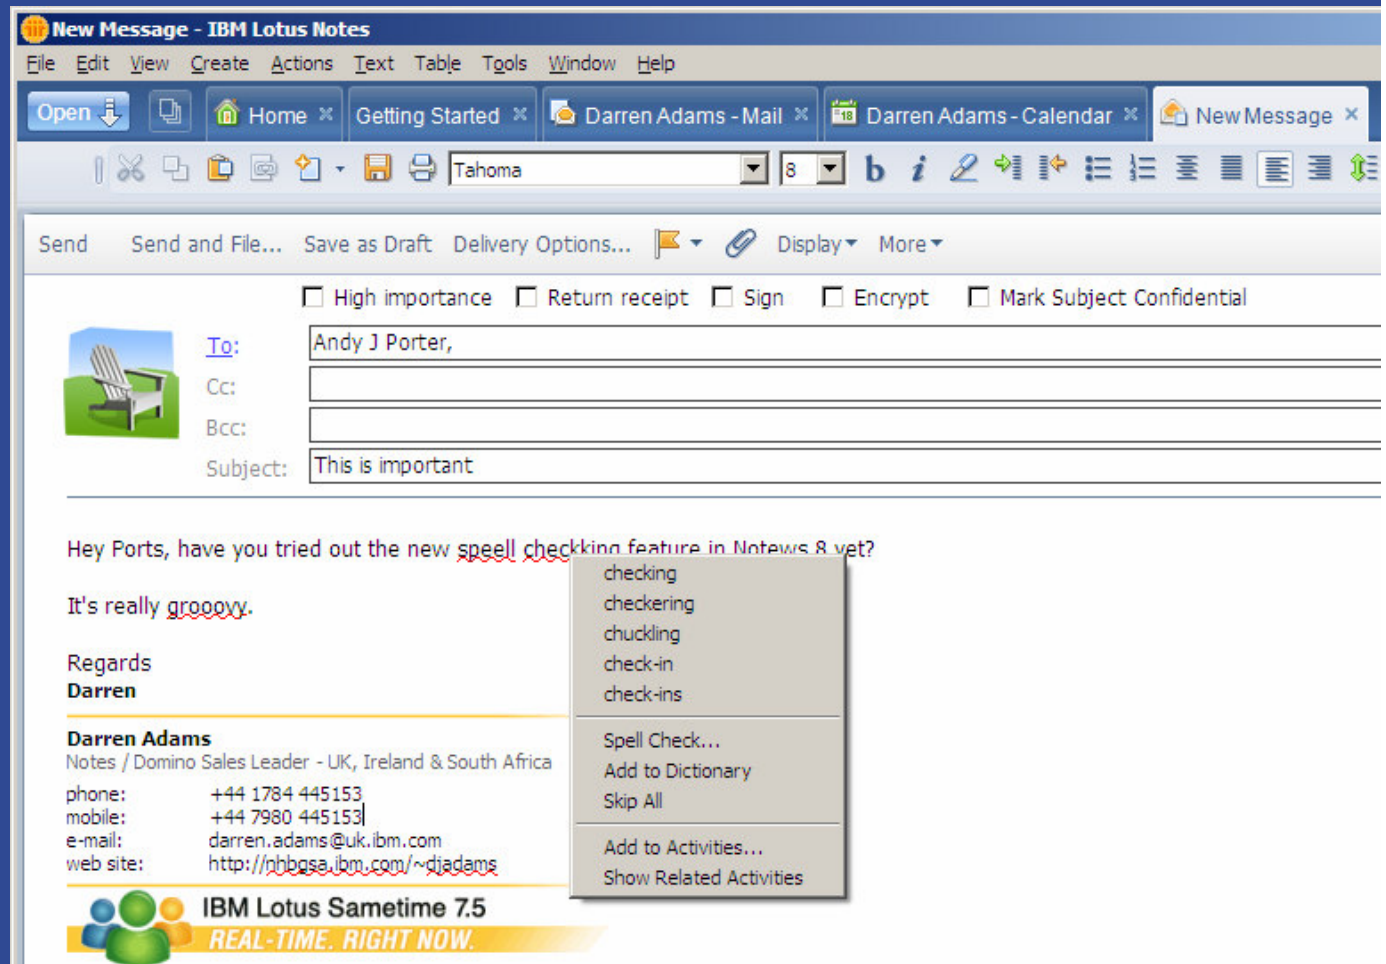 New Message - IBM Lotus Notes
File Edit View Create Actions Text Table Tools Window Help
Open Home Getting Started Darren Adams - Mail 18 Darren Adams - Calendar New Message
Tahoma 8 b i
Send Send and File... Save as Draft Delivery Options... Display More
High importance Return receipt Sign Encrypt Mark Subject Confidential
To: Andy J Porter,
Cc:
Bcc:
Subject: This is important
Hey Ports, have you tried out the new speell checkking feature in Notews 8 yet?
It's really grooovy.
Regards
Darren
Darren Adams
Notes / Domino Sales Leader - UK, Ireland & South Africa
phone: +44 1784 445153
mobile: +44 7980 445153
e-mail: darren.adams@uk.ibm.com
web site: http://nhbgsa.ibm.com/~djadams
IBM Lotus Sametime 7.5
REAL-TIME. RIGHT NOW.
checking
checkering
chuckling
check-in
check-ins
Spell Check...
Add to Dictionary
Skip All
Add to Activities...
Show Related Activities